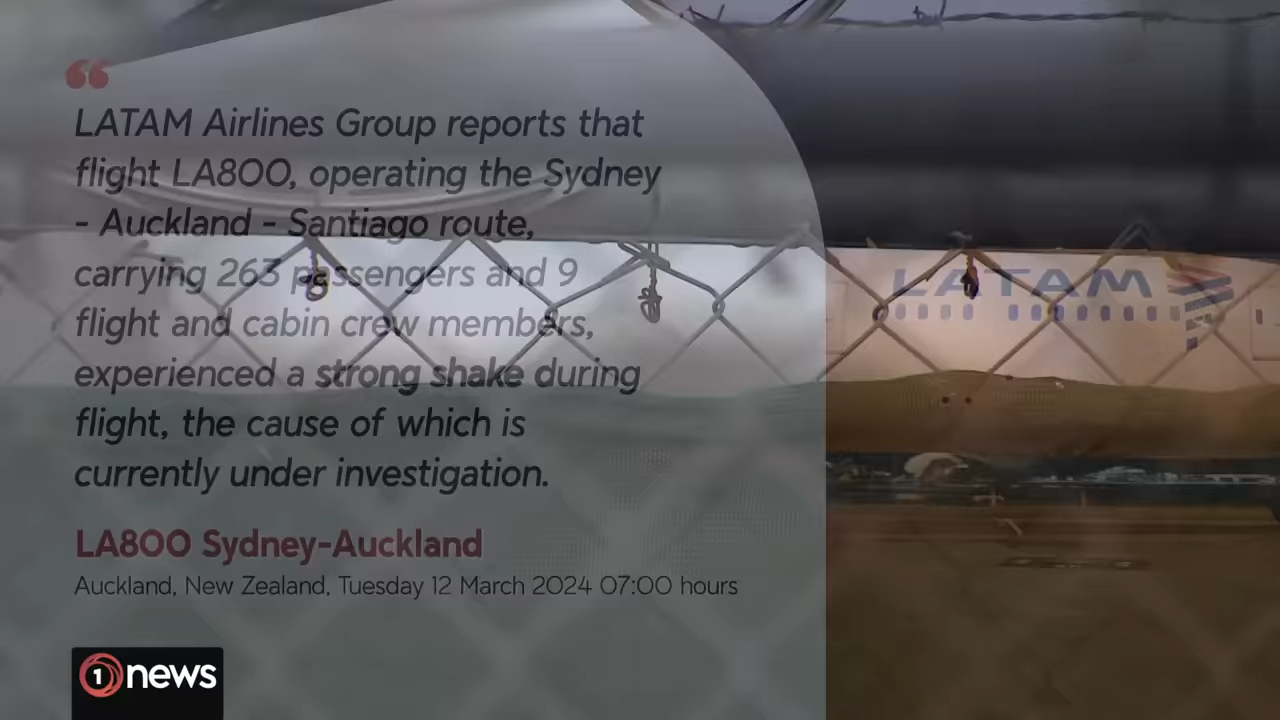 LATAM Airlines Group reports that
flight LA800, operating the Sydney
- Auckland - Santiago route,
carrying 263 passengers and 9
flight and cabin crew members,
experienced a strong shake during
flight, the cause of which is
currently under investigation.
LA800 Sydney-Auckland
Auckland, New Zealand, Tuesday 12 March 2024 07:00 hours
LATAM
1 news